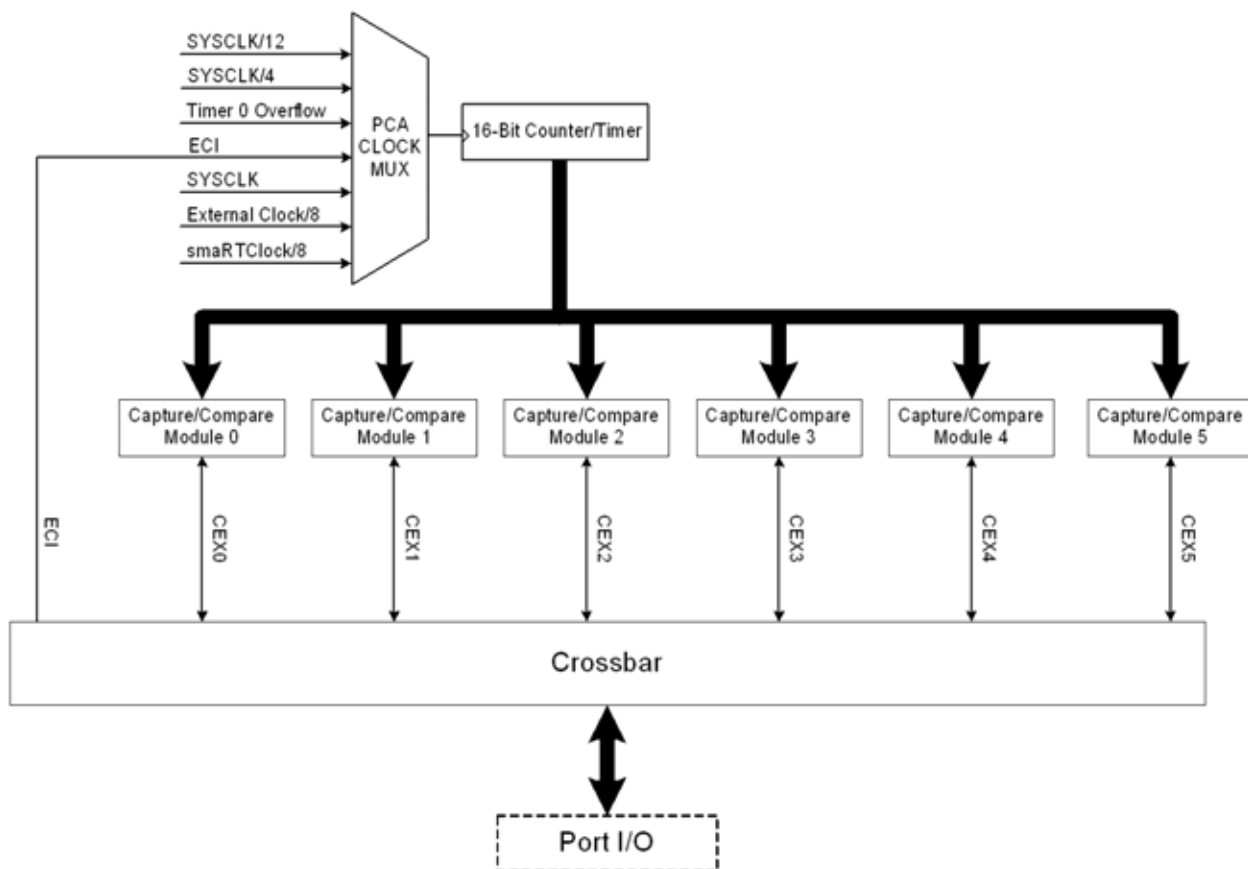 SYSCLK/12
SYSCLK/4
Timer 0 Overflow
ECI
SYSCLK
External Clock/8
smaRTClock/8
PCA
CLOCK
MUX
16-Bit Counter/Timer
Capture/Compare
Module 0
Capture/Compare
Module 1
Capture/Compare
Module 2
Capture/Compare
Module 3
Capture/Compare
Module 4
Capture/Compare
Module 5
ECI
CEX0
CEX1
CEX2
CEX3
CEX4
CEX5
Crossbar
Port I/O